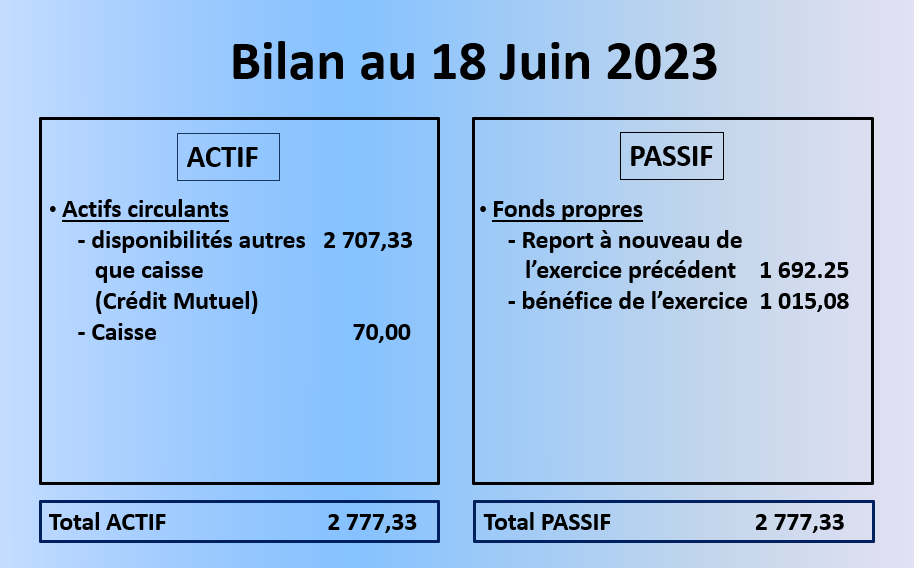 Bilan au 18 Juin 2023
ACTIF
• Actifs circulants
- disponibilités autres 2 707,33
que caisse
(Crédit Mutuel)
- Caisse 70,00
Total ACTIF 2 777,33
PASSIF
• Fonds propres
- Report à nouveau de
l’exercice précédent 1 692.25
- bénéfice de l’exercice 1 015,08
Total PASSIF 2 777,33